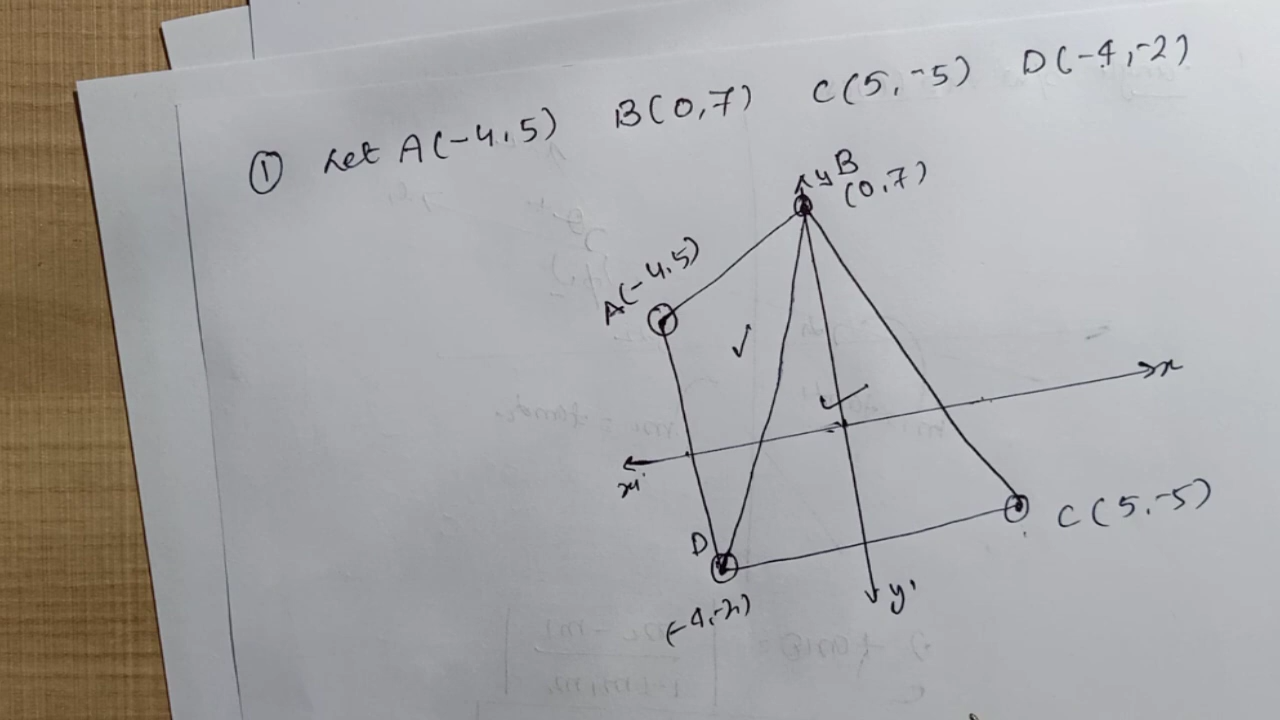 ① Let A(-4,5) B(0,7) C(5,-5) D(-4,-2)
y B
(0,7)
A(-4,5)
x
x'
C(5,-5)
D
y'
(-4,-2)